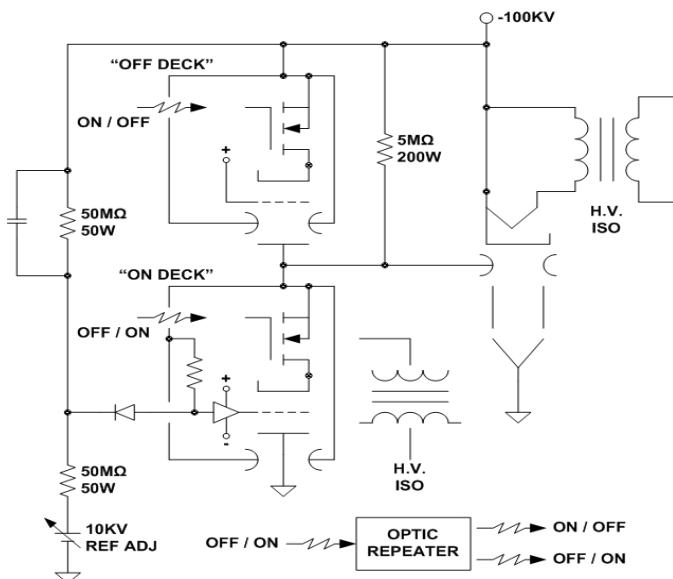 -100KV
“OFF DECK”
ON / OFF
+
5MΩ
200W
50MΩ
50W
H.V.
ISO
“ON DECK”
OFF / ON
+
-
50MΩ
50W
H.V.
ISO
10KV
REF ADJ
OFF / ON
OPTIC
REPEATER
ON / OFF
OFF / ON